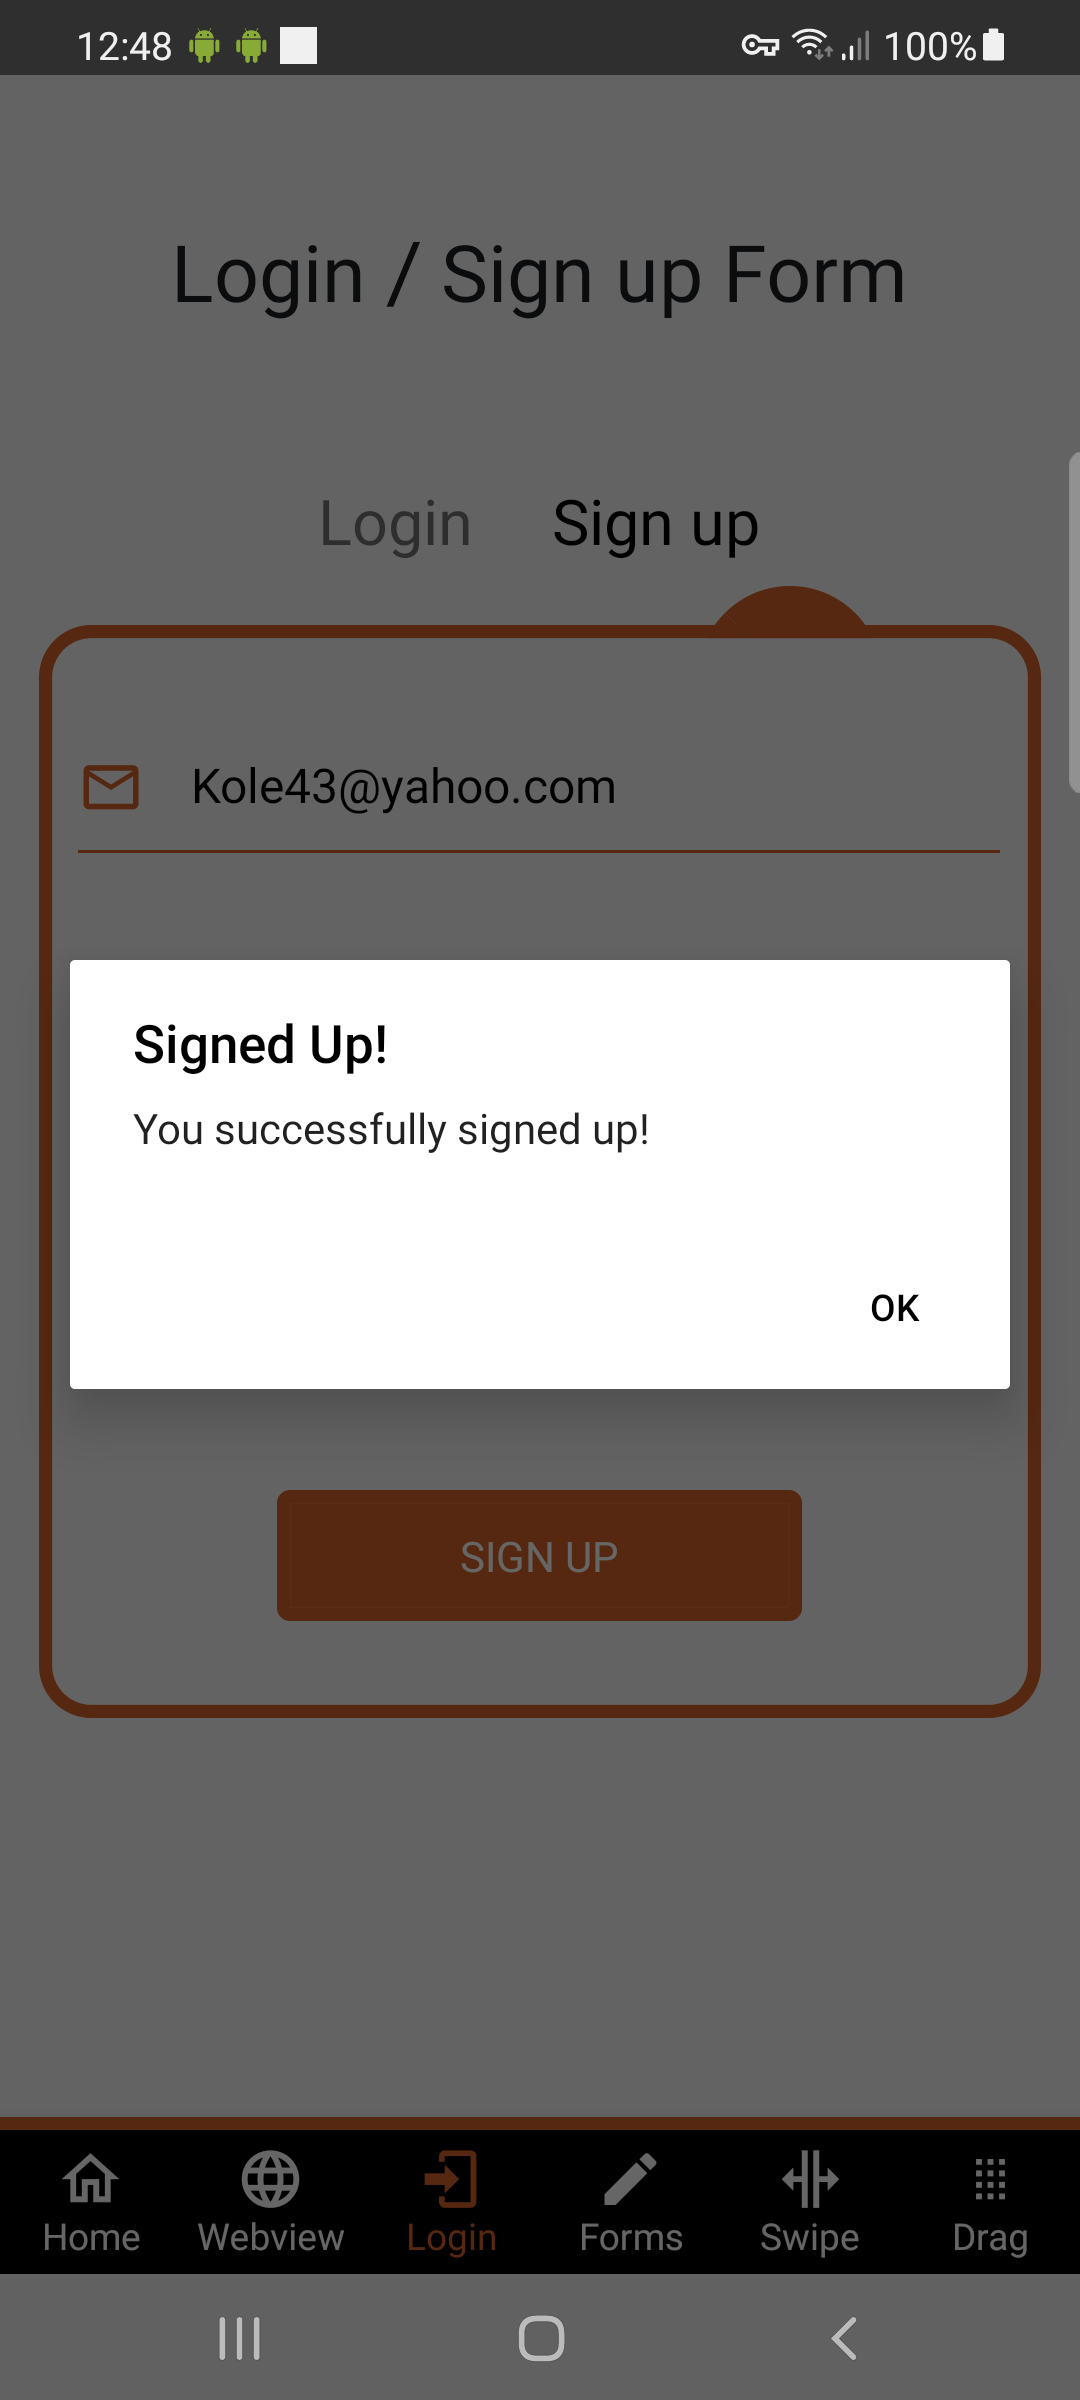 12:48 100%
Login / Sign up Form
Login Sign up
Kole43@yahoo.com
Signed Up!
You successfully signed up!
OK
SIGN UP
Home Webview Login Forms Swipe Drag